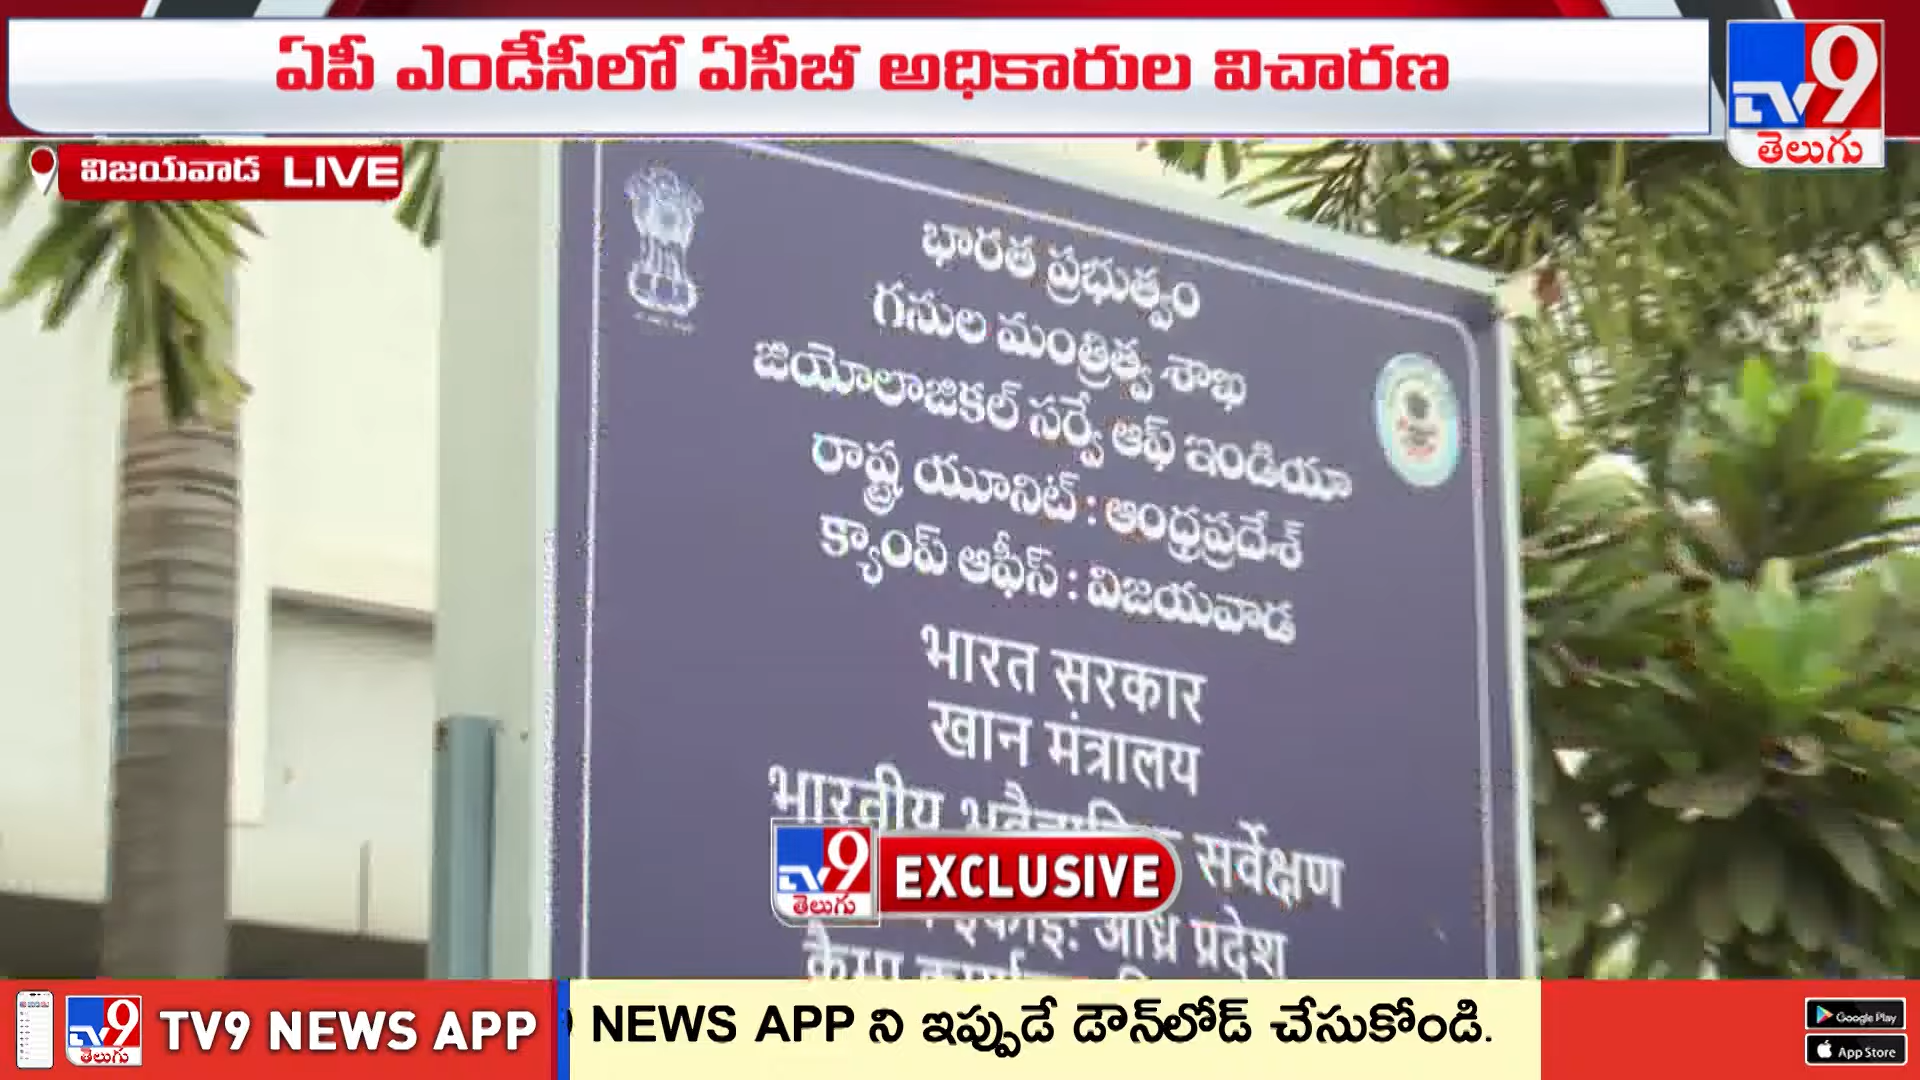 ఏపీ ఎండీసీలో ఏసీబీ అధికారుల విచారణ
TV9
తెలుగు
విజయవాడ LIVE
భారత ప్రభుత్వం
గనుల మంత్రిత్వ శాఖ
జియోలాజికల్ సర్వే ఆఫ్ ఇండియా
రాష్ట్ర యూనిట్ : ఆంధ్రప్రదేశ్
క్యాంప్ ఆఫీస్ : విజయవాడ
भारत सरकार
खान मंत्रालय
भारतीय सर्वेक्षण
प्रदेश
TV9
తెలుగు
EXCLUSIVE
TV9
తెలుగు
TV9 NEWS APP
NEWS APP ని ఇప్పుడే డౌన్‌లోడ్ చేసుకోండి.
Google Play
App Store